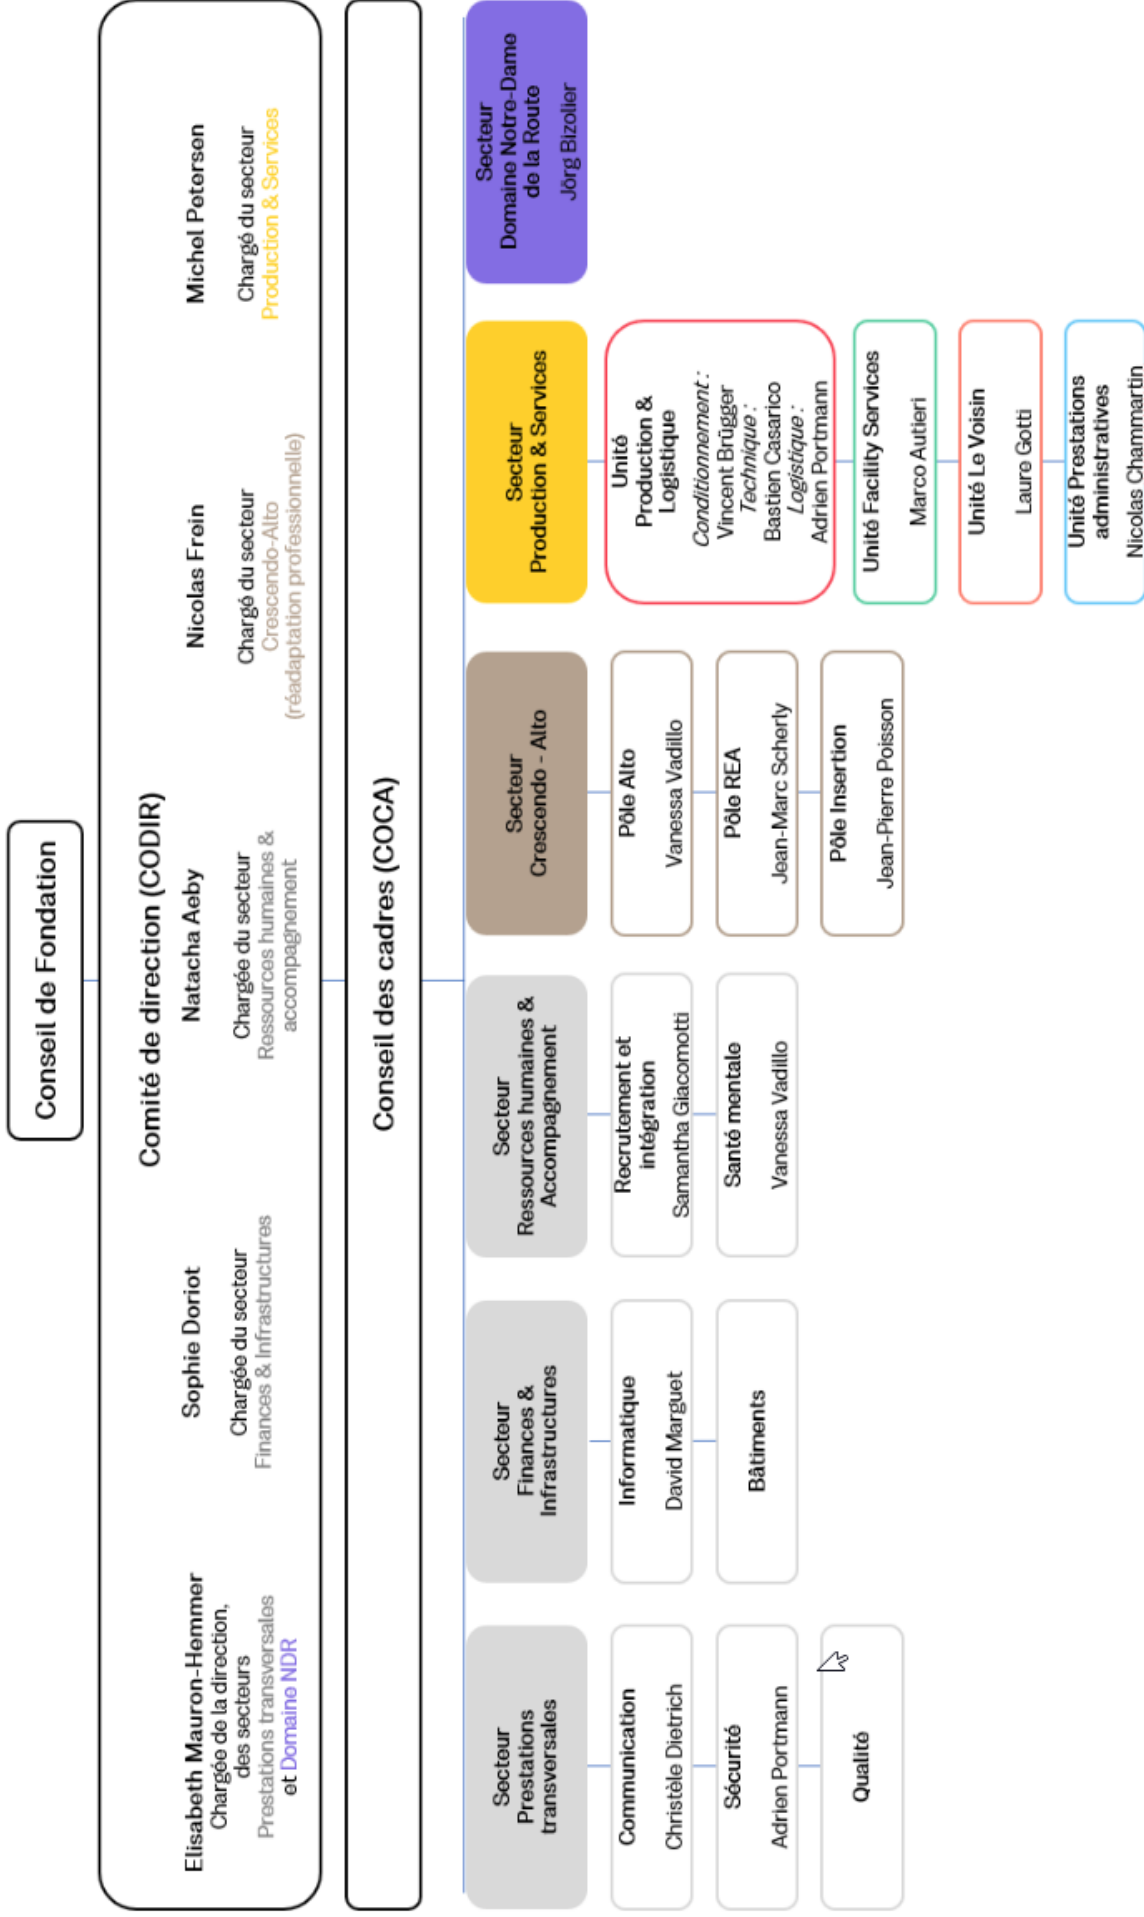 Conseil de Fondation
Comité de direction (CODIR)
Elisabeth Mauron-Hemmer
Chargée de la direction,
des secteurs
Prestations transversales
et Domaine NDR
Sophie Doriot
Chargée du secteur
Finances & Infrastructures
Natacha Aeby
Chargée du secteur
Ressources humaines &
accompagnement
Nicolas Frein
Chargé du secteur
Crescendo-Alto
(réadaptation professionnelle)
Michel Petersen
Chargé du secteur
Production & Services
Conseil des cadres (COCA)
Secteur
Prestations
transversales
Communication
Christèle Dietrich
Sécurité
Adrien Portmann
Qualité
Secteur
Finances &
Infrastructures
Informatique
David Marguet
Bâtiments
Secteur
Ressources humaines &
Accompagnement
Recrutement et
intégration
Samantha Giacomotti
Santé mentale
Vanessa Vadillo
Secteur
Crescendo - Alto
Pôle Alto
Vanessa Vadillo
Pôle REA
Jean-Marc Scherly
Pôle Insertion
Jean-Pierre Poisson
Secteur
Production & Services
Unité
Production &
Logistique
Conditionnement :
Vincent Brügger
Technique :
Bastien Casarico
Logistique :
Adrien Portmann
Unité Facility Services
Marco Autieri
Unité Le Voisin
Laure Gotti
Unité Prestations
administratives
Nicolas Chammartin
Secteur
Domaine Notre-Dame
de la Route
Jörg Bizolier